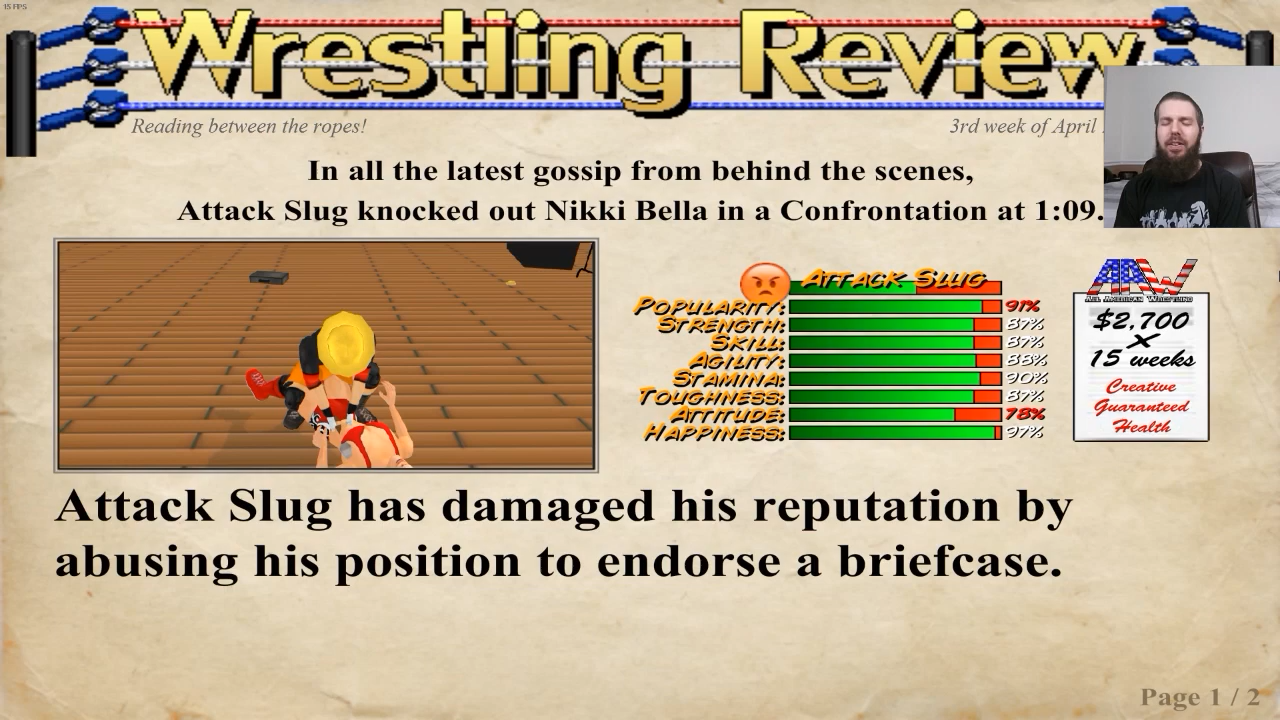 15 FPS
Wrestling Review
Reading between the ropes!
3rd week of April
In all the latest gossip from behind the scenes,
Attack Slug knocked out Nikki Bella in a Confrontation at 1:09.
Attack Slug
Popularity: 91%
Strength: 87%
Skill: 87%
Agility: 88%
Stamina: 90%
Toughness: 87%
Attitude: 78%
Happiness: 97%
AAW
All American Wrestling
$2,700
X
15 weeks
Creative
Guaranteed
Health
Attack Slug has damaged his reputation by
abusing his position to endorse a briefcase.
Page 1 / 2